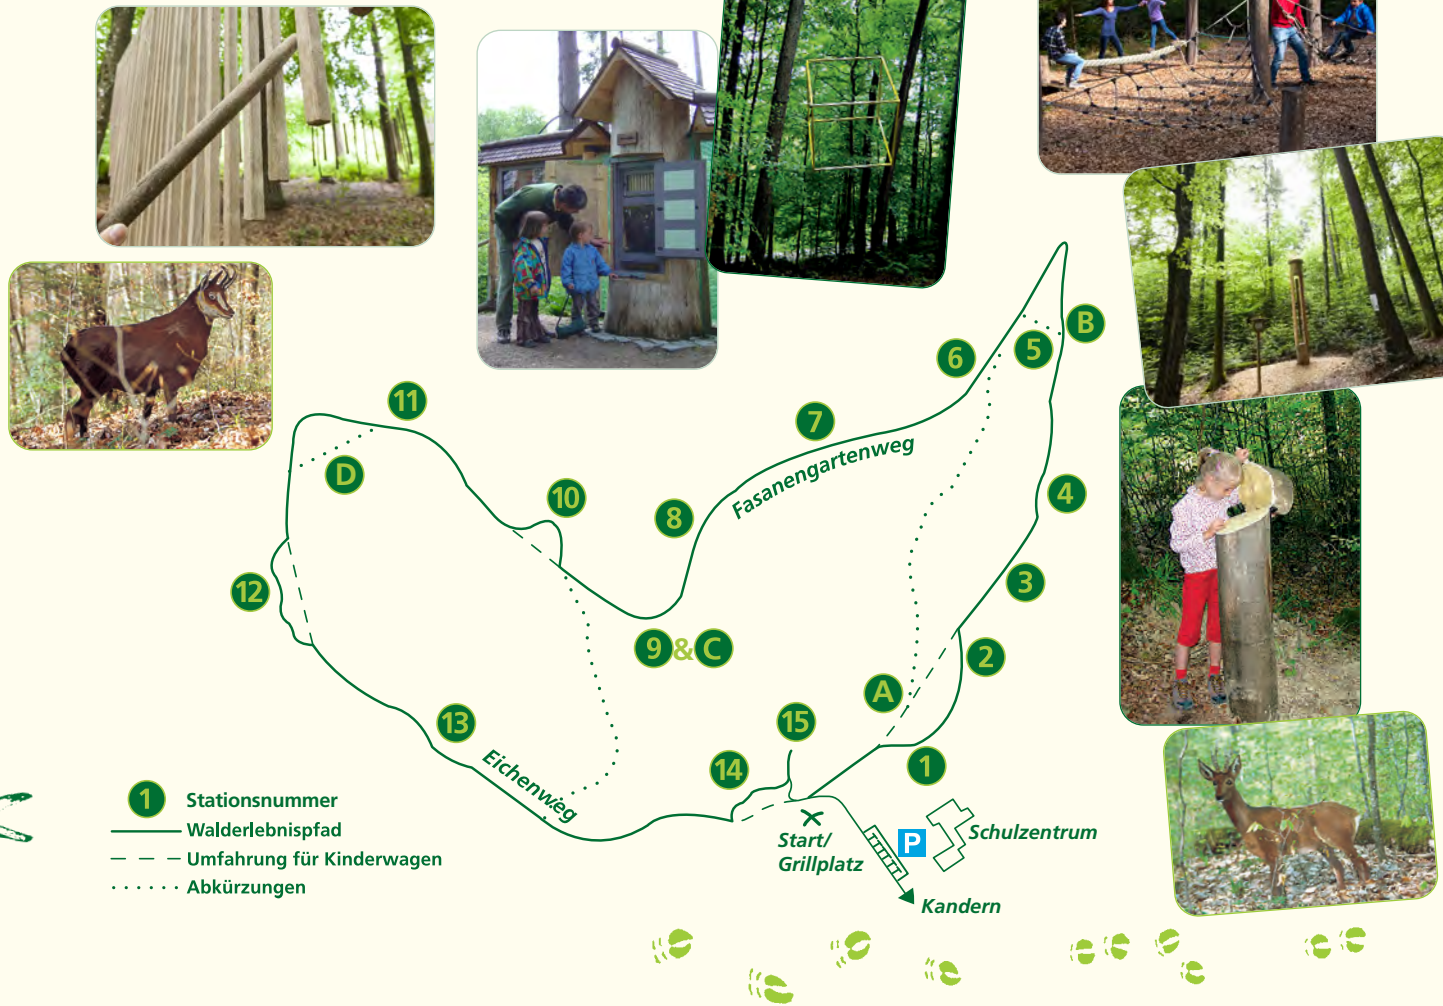 B
6
5
11
7
Fasanengartenweg
D
10
4
8
3
12
9 & C
2
A
15
13
14
1
Eichenweg
1 Stationsnummer
Walderlebnispfad
Umfahrung für Kinderwagen
Abkürzungen
Start/
Grillplatz
P
Schulzentrum
Kandern